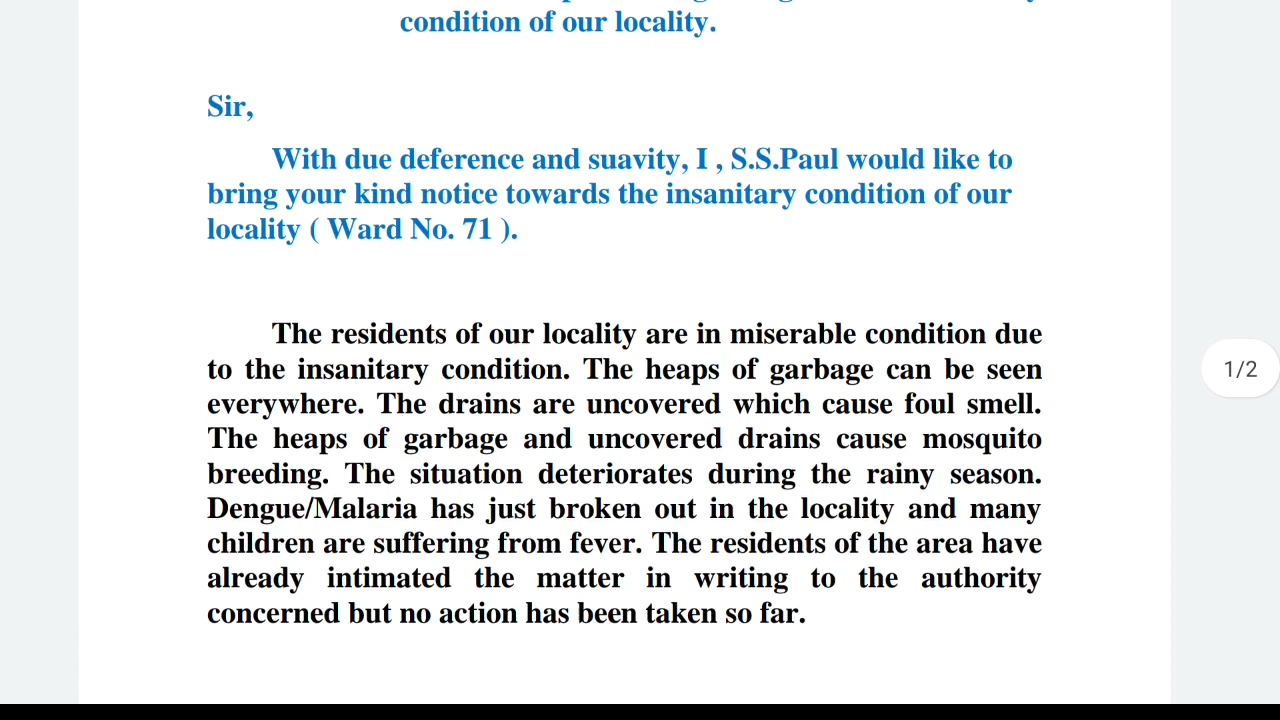 condition of our locality.
Sir,
With due deference and suavity, I , S.S.Paul would like to
bring your kind notice towards the insanitary condition of our
locality ( Ward No. 71 ).
The residents of our locality are in miserable condition due
to the insanitary condition. The heaps of garbage can be seen
everywhere. The drains are uncovered which cause foul smell.
The heaps of garbage and uncovered drains cause mosquito
breeding. The situation deteriorates during the rainy season.
Dengue/Malaria has just broken out in the locality and many
children are suffering from fever. The residents of the area have
already intimated the matter in writing to the authority
concerned but no action has been taken so far.
1/2